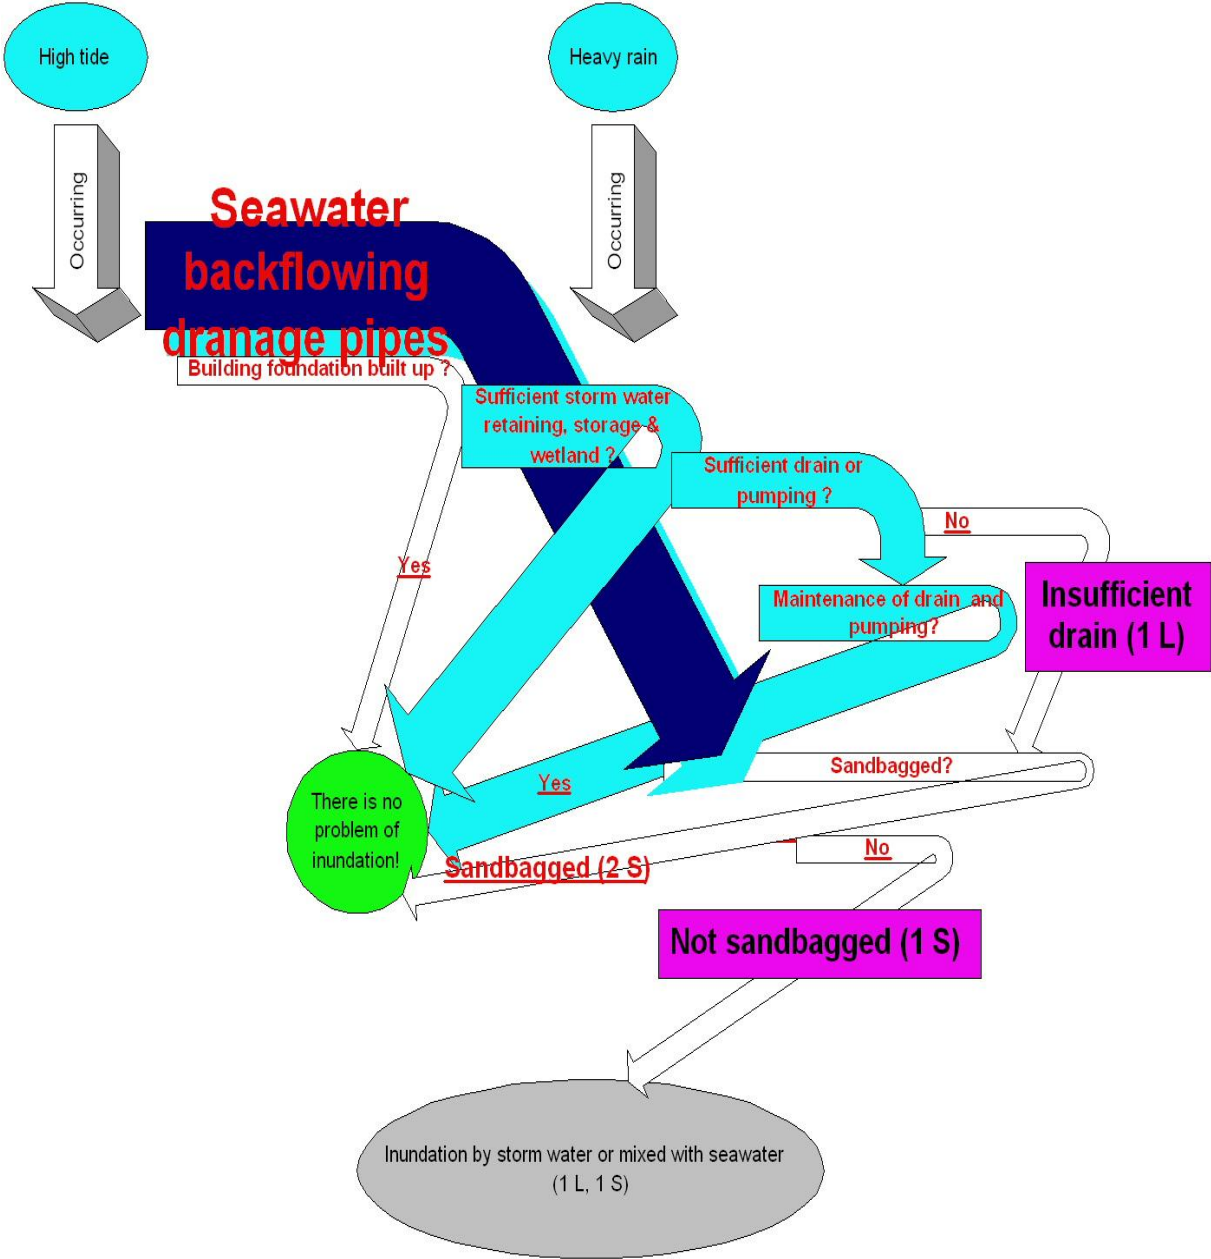 High tide
Heavy rain
Occurring
Occurring
Seawater
backflowing
dranage pipes
Building foundation built up ?
Sufficient storm water
retaining, storage &
wetland ?
Sufficient drain or
pumping ?
No
Yes
Maintenance of drain and
pumping?
Insufficient
drain (1 L)
Sandbagged?
Yes
There is no
problem of
inundation!
Sandbagged (2 S)
No
Not sandbagged (1 S)
Inundation by storm water or mixed with seawater
(1 L, 1 S)